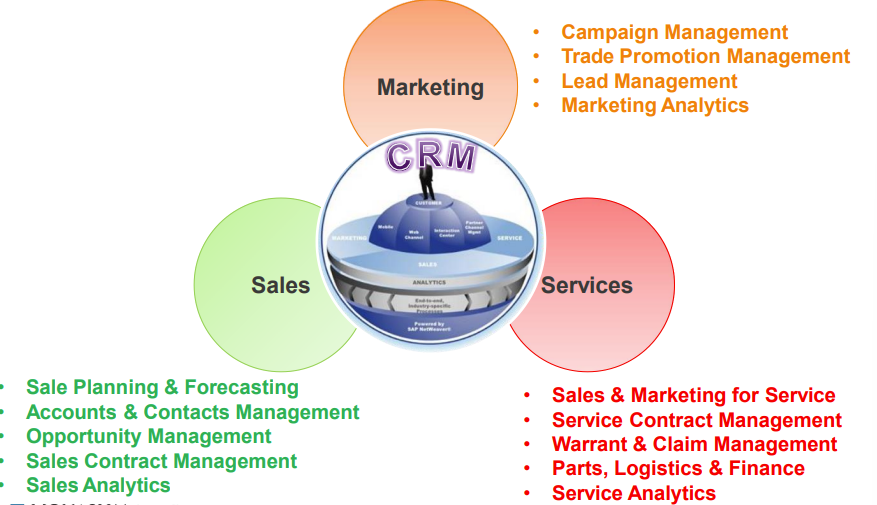 Marketing
• Campaign Management
• Trade Promotion Management
• Lead Management
• Marketing Analytics
CRM
CUSTOMER
Mobile
Web Channel
Interaction Center
Partner Channel Mgmt
MARKETING
SERVICE
SALES
ANALYTICS
End-to-end,
Industry-specific
Processes
Powered by
SAP NetWeaver®
Sales
Services
• Sale Planning & Forecasting
• Accounts & Contacts Management
• Opportunity Management
• Sales Contract Management
• Sales Analytics
• Sales & Marketing for Service
• Service Contract Management
• Warrant & Claim Management
• Parts, Logistics & Finance
• Service Analytics